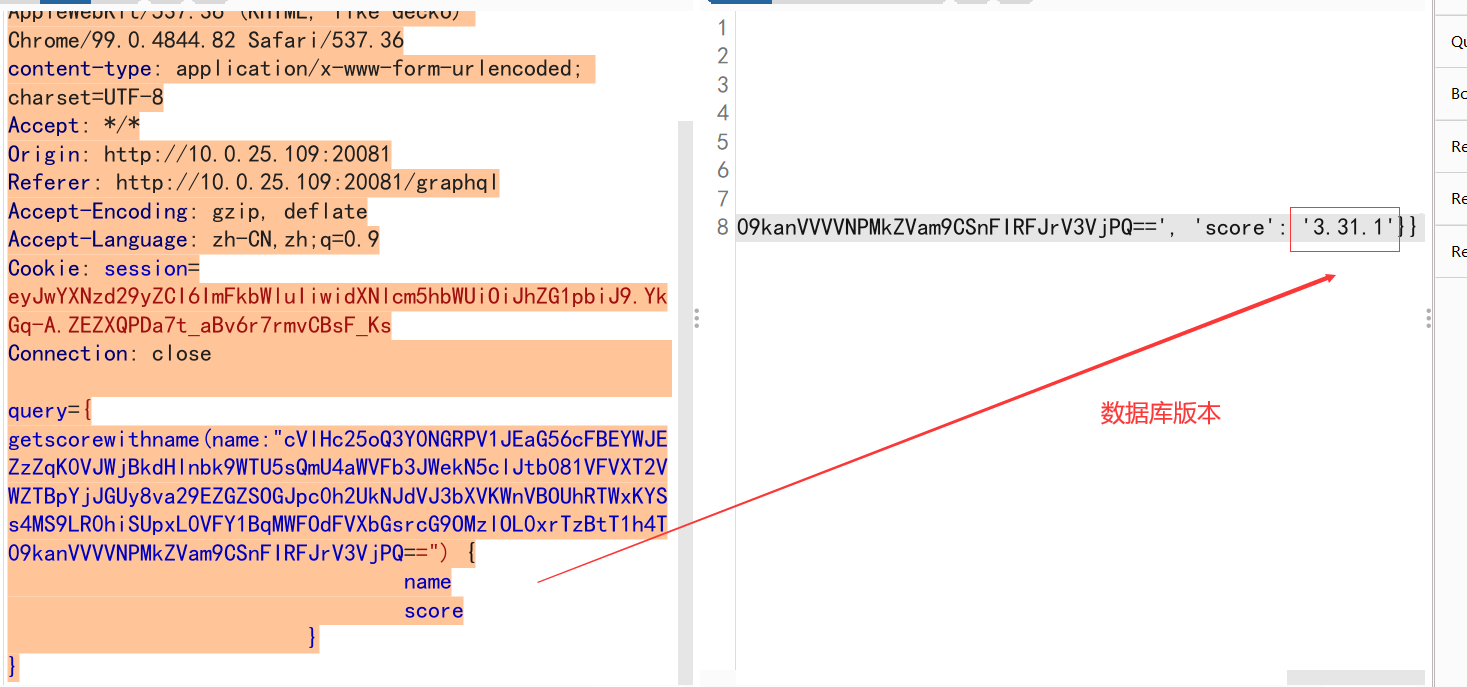 AppleWebKit/537.36 (KHTML, like Gecko)
Chrome/99.0.4844.82 Safari/537.36
content-type: application/x-www-form-urlencoded;
charset=UTF-8
Accept: */*
Origin: http://10.0.25.109:20081
Referer: http://10.0.25.109:20081/graphql
Accept-Encoding: gzip, deflate
Accept-Language: zh-CN,zh;q=0.9
Cookie: session=
eyJwYXNzd29yZCI6ImFkbWluIiwidXNlcm5hbWUiOiJhZG1pbiJ9.Yk
Gq-A.ZEZXQPDa7t_aBv6r7rmvCBsF_Ks
Connection: close
query={
getscorewithname(name:"cVlHc25oQ3Y0NGRPV1JEaG56cFBEYWJE
ZzZqK0VJWjBkdHlnbk9WTU5sQmU4aWVFb3JWekN5clJtb081VFVXT2V
WZTBpYjJGUy8va29EZGZSOGJpc0h2UkNJdVJ3bXVKWnVBOUhRTWxKYS
s4MS9LR0hiSUpxL0VFY1BqMWFOdFVXbGsrcG9OMzlOL0xrTzBtT1h4T
O9kanVVVVNPMkZVam9CSnFIRFJrV3VjPQ==") {
name
score
}
}
1
2
3
4
5
6
7
8 O9kanVVVVNPMkZVam9CSnFIRFJrV3VjPQ==', 'score': '3.31.1'}}
数据库版本
Qu
Bo
Re
Re
Re